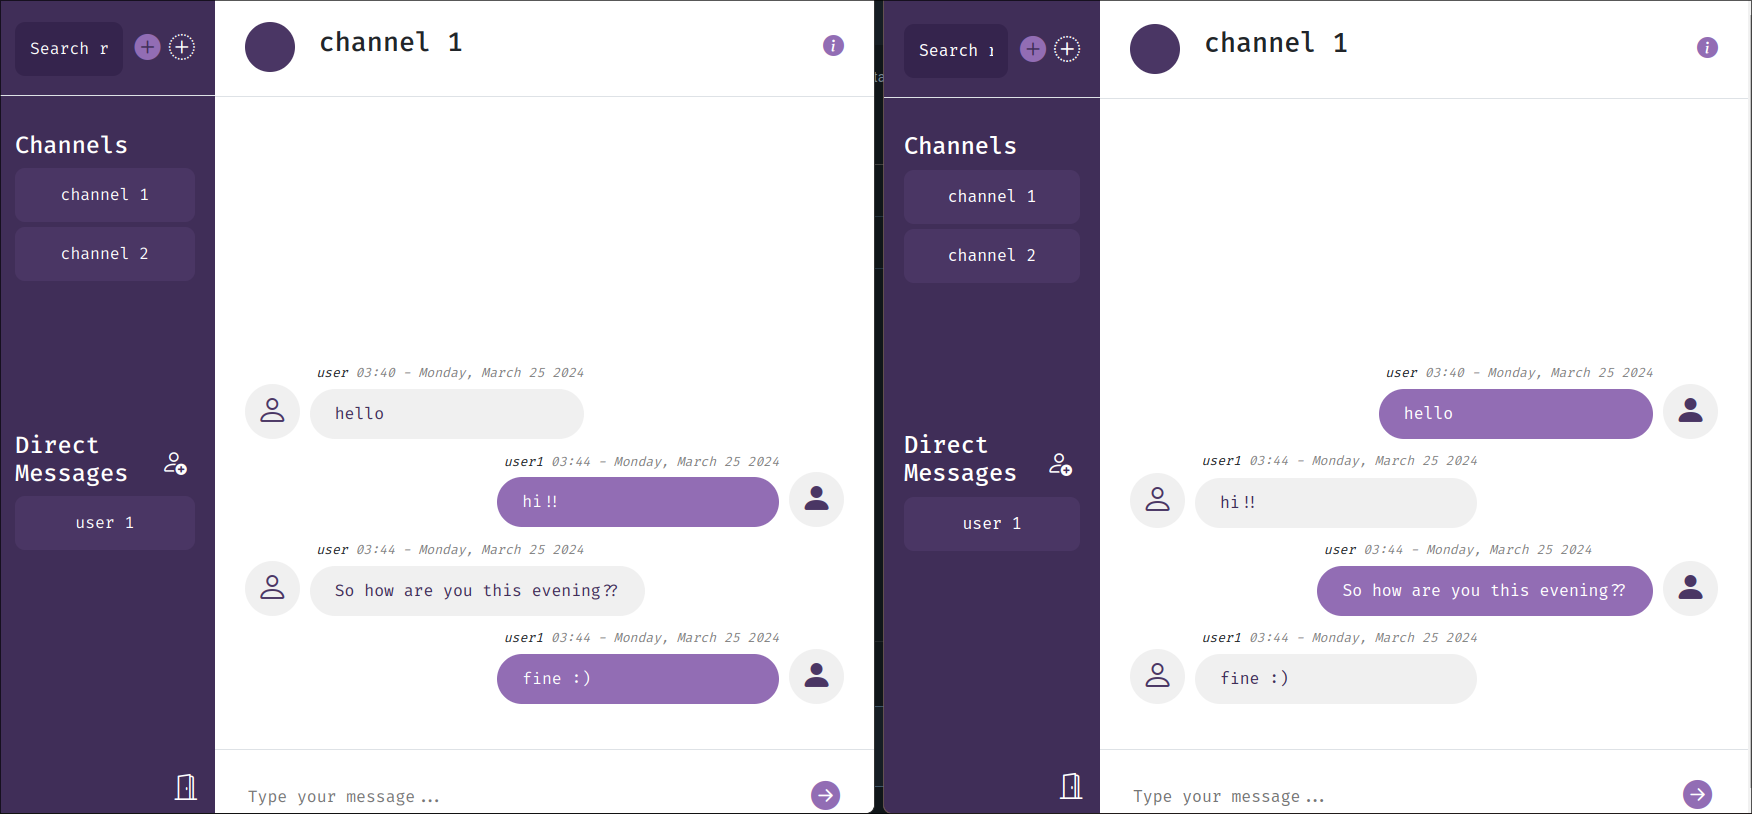 Search r
channel 1
Channels
channel 1
channel 2
user 03:40 - Monday, March 25 2024
hello
user1 03:44 - Monday, March 25 2024
hi!!
user 03:44 - Monday, March 25 2024
So how are you this evening??
user1 03:44 - Monday, March 25 2024
fine :)
Direct
Messages
user 1
Type your message...
ta
Search
channel 1
Channels
channel 1
channel 2
user 03:40 - Monday, March 25 2024
hello
user1 03:44 - Monday, March 25 2024
hi!!
user 03:44 - Monday, March 25 2024
So how are you this evening??
user1 03:44 - Monday, March 25 2024
fine :)
Direct
Messages
user 1
Type your message...